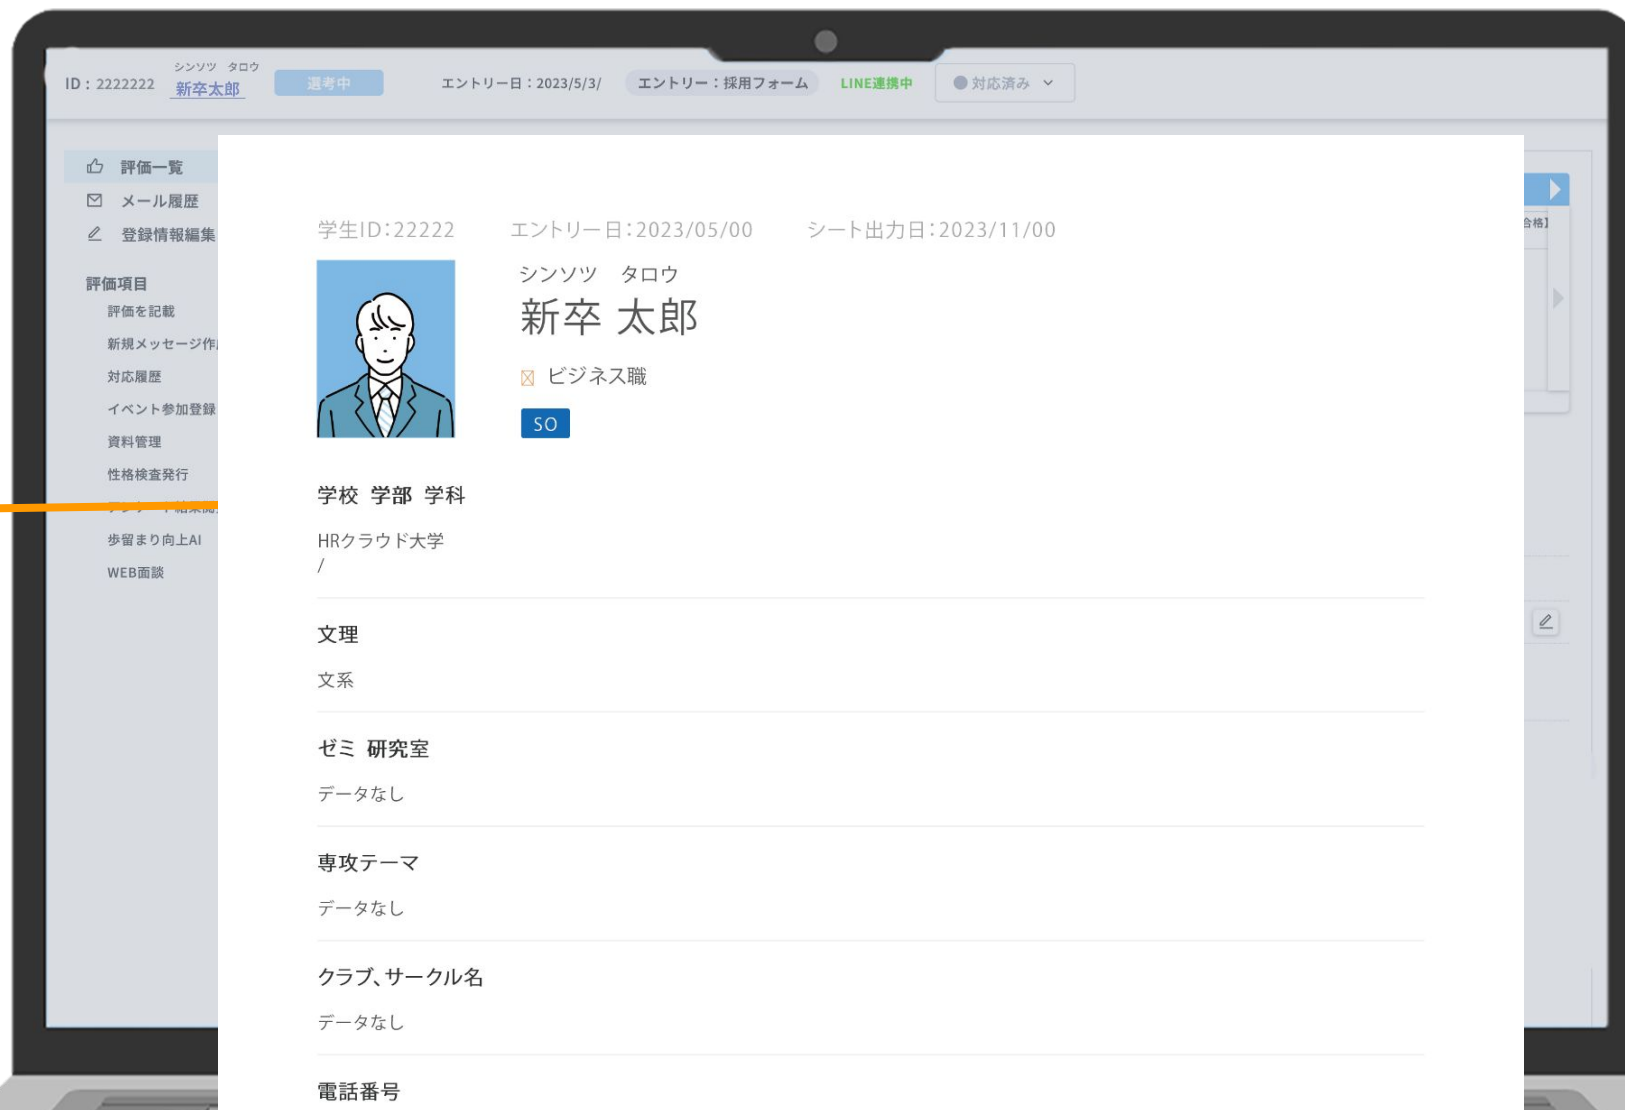 シンソツ タロウ
ID : 2222222 新卒太郎 選考中 エントリー日：2023/5/3/ エントリー：採用フォーム LINE連携中 対応済み
評価一覧
メール履歴
登録情報編集
評価項目
評価を記載
新規メッセージ作
対応履歴
イベント参加登録
資料管理
性格検査発行
歩留まり向上AI
WEB面談
合格】
学生ID：22222 エントリー日：2023/05/00 シート出力日：2023/11/00
シンソツ タロウ
新卒 太郎
ビジネス職
SO
学校 学部 学科
HRクラウド大学
/
文理
文系
ゼミ 研究室
データなし
専攻テーマ
データなし
クラブ、サークル名
データなし
電話番号